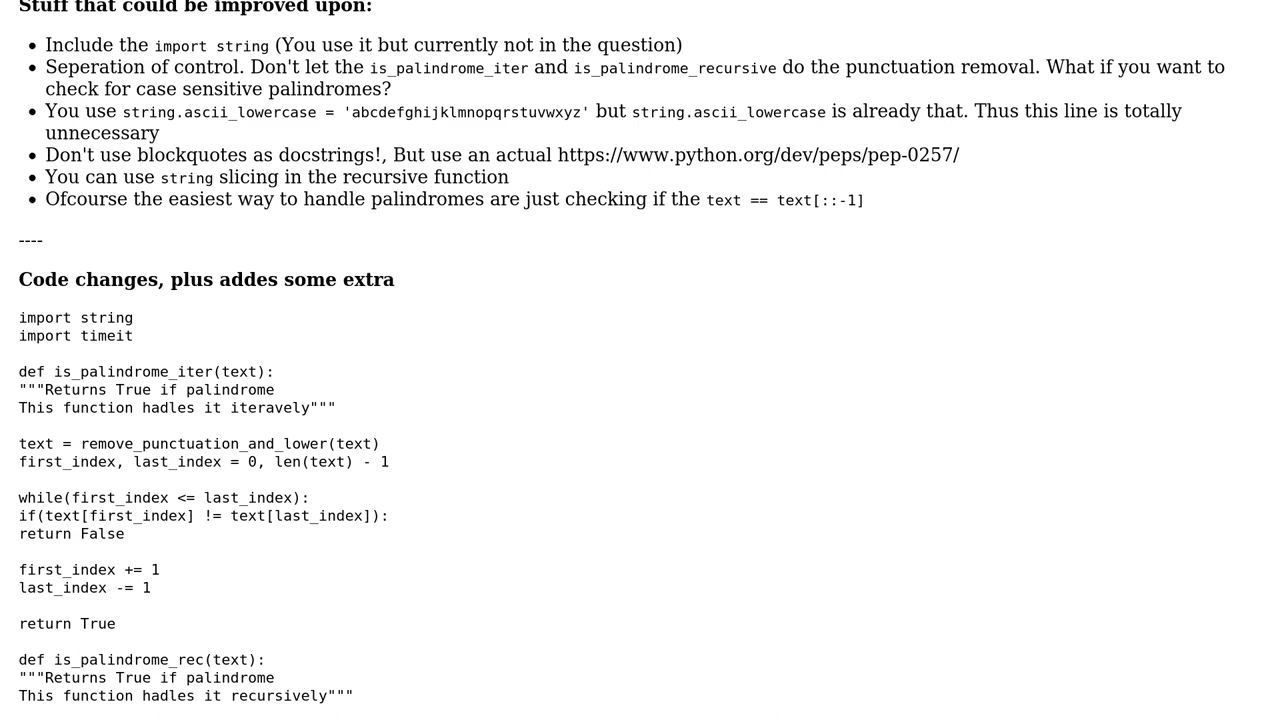 Stuff that could be improved upon:
• Include the import string (You use it but currently not in the question)
• Seperation of control. Don't let the is_palindrome_iter and is_palindrome_recursive do the punctuation removal. What if you want to
check for case sensitive palindromes?
• You use string.ascii_lowercase = 'abcdefghijklmnopqrstuvwxyz' but string.ascii_lowercase is already that. Thus this line is totally
unnecessary
• Don't use blockquotes as docstrings!, But use an actual https://www.python.org/dev/peps/pep-0257/
• You can use string slicing in the recursive function
• Ofcourse the easiest way to handle palindromes are just checking if the text == text[::-1]
----
Code changes, plus addes some extra
import string
import timeit
def is_palindrome_iter(text):
"""Returns True if palindrome
This function hadles it iteravely"""
text = remove_punctuation_and_lower(text)
first_index, last_index = 0, len(text) - 1
while(first_index <= last_index):
if(text[first_index] != text[last_index]):
return False
first_index += 1
last_index -= 1
return True
def is_palindrome_rec(text):
"""Returns True if palindrome
This function hadles it recursively"""